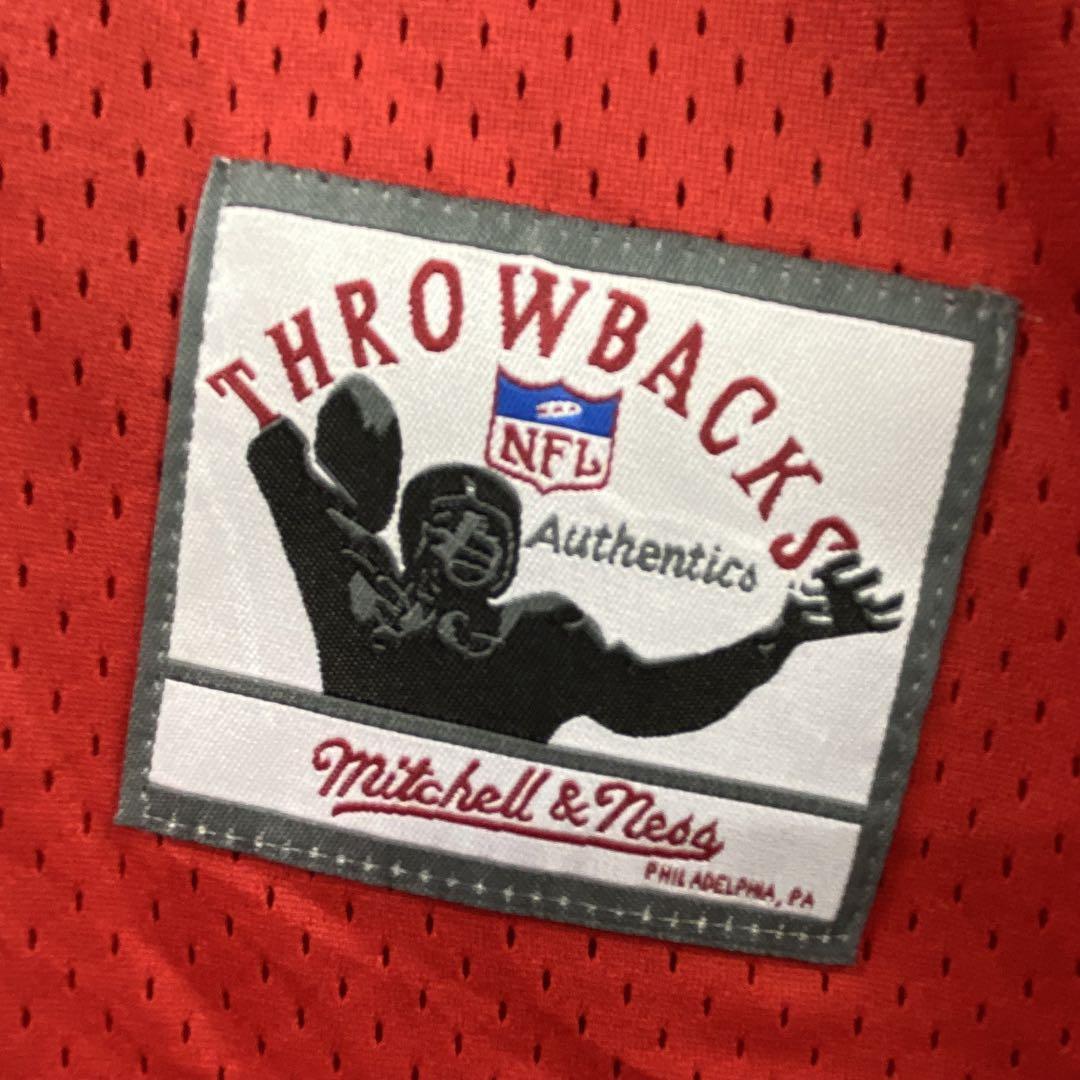 THROWBACKS
NFL
Authentics
Mitchell & Ness
PHILADELPHIA, PA